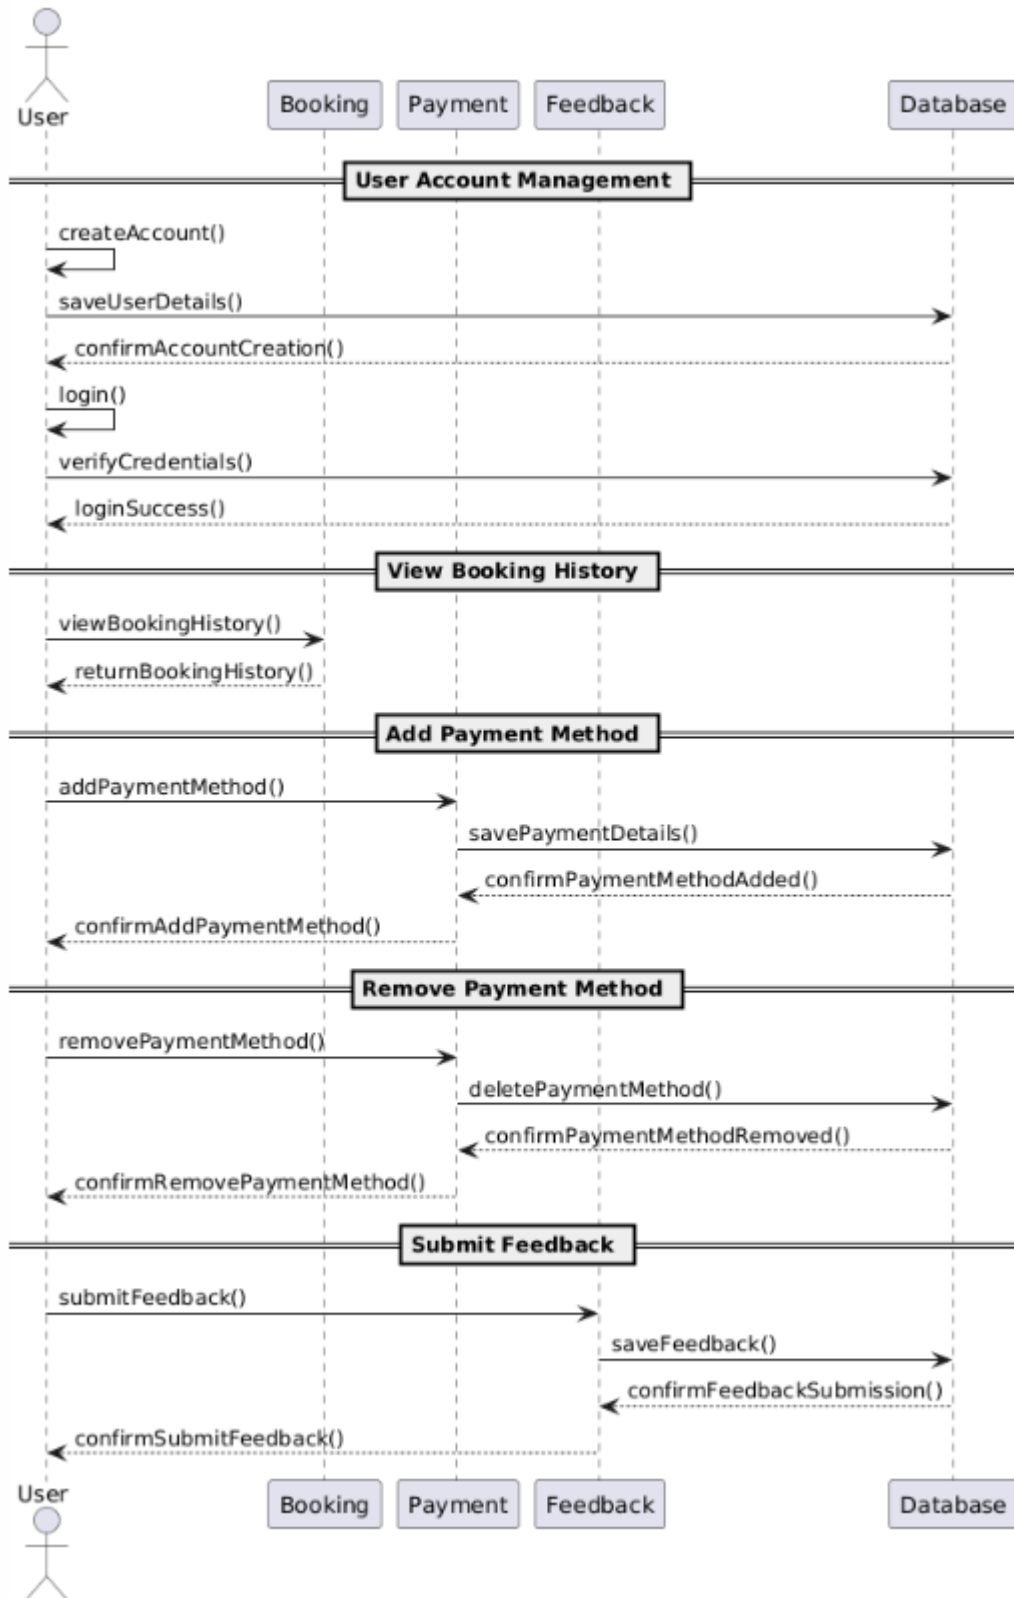 User
Booking Payment Feedback Database
User Account Management
createAccount()
saveUserDetails()
confirmAccountCreation()
login()
verifyCredentials()
loginSuccess()
View Booking History
viewBookingHistory()
returnBookingHistory()
Add Payment Method
addPaymentMethod()
savePaymentDetails()
confirmPaymentMethodAdded()
confirmAddPaymentMethod()
Remove Payment Method
removePaymentMethod()
deletePaymentMethod()
confirmPaymentMethodRemoved()
confirmRemovePaymentMethod()
Submit Feedback
submitFeedback()
saveFeedback()
confirmFeedbackSubmission()
confirmSubmitFeedback()
User
Booking Payment Feedback Database